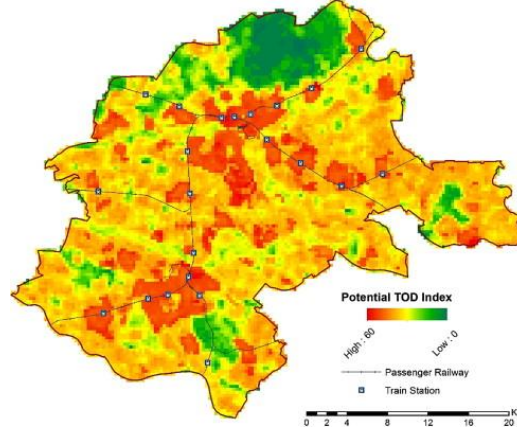 Potential TOD Index
High : 60
Low : 0
Passenger Railway
Train Station
0 2 4 8 12 16 20